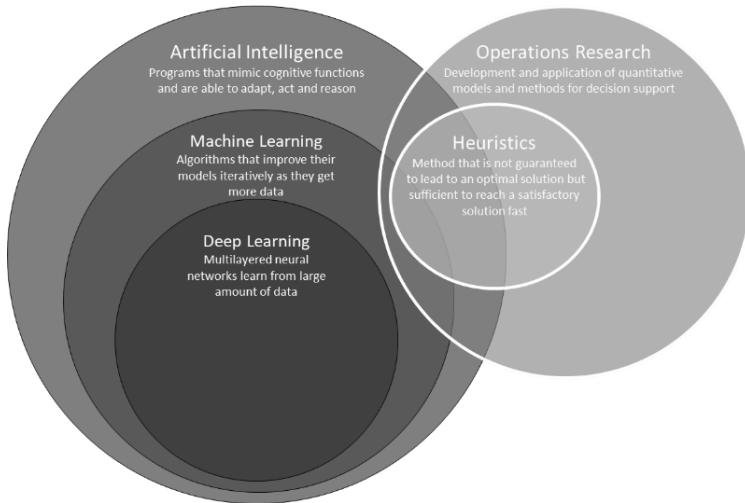 Artificial Intelligence
Programs that mimic cognitive functions
and are able to adapt, act and reason
Operations Research
Development and application of quantitative
models and methods for decision support
Machine Learning
Algorithms that improve their
models iteratively as they get
more data
Heuristics
Method that is not guaranteed
to lead to an optimal solution but
sufficient to reach a satisfactory
solution fast
Deep Learning
Multilayered neural
networks learn from large
amount of data